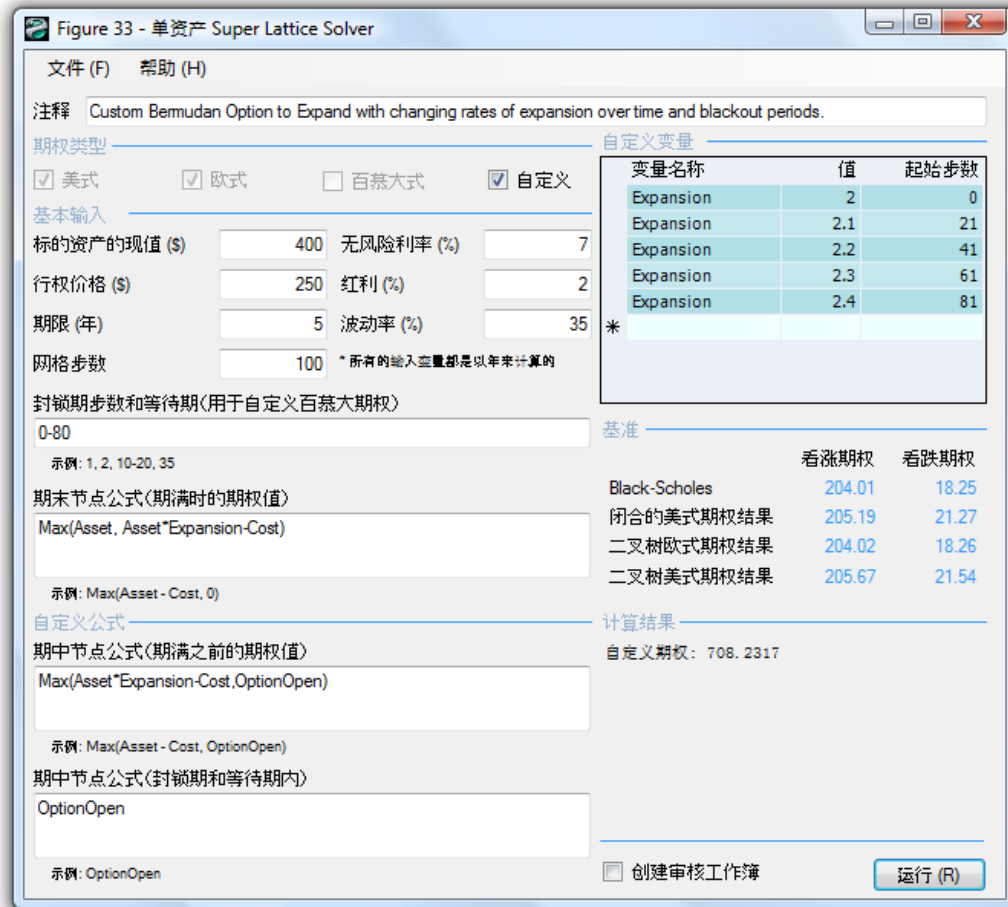 Figure 33 - 单资产 Super Lattice Solver
文件 (F) 帮助 (H)
注释 Custom Bermudan Option to Expand with changing rates of expansion over time and blackout periods.
期权类型
美式 欧式 百慕大式 自定义
基本输入
标的资产的现值 ($) 400 无风险利率 (%) 7
行权价格 ($) 250 红利 (%) 2
期限 (年) 5 波动率 (%) 35
网格步数 100 * 所有的输入变量都是以年来计算的
封锁期步数和等待期(用于自定义百慕大期权)
0-80
示例: 1, 2, 10-20, 35
期末节点公式(期满时的期权值)
Max(Asset, Asset*Expansion-Cost)
示例: Max(Asset - Cost, 0)
自定义公式
期中节点公式(期满之前的期权值)
Max(Asset*Expansion-Cost,OptionOpen)
示例: Max(Asset - Cost, OptionOpen)
期中节点公式(封锁期和等待期内)
OptionOpen
示例: OptionOpen
自定义变量
变量名称 值 起始步数
Expansion 2 0
Expansion 2.1 21
Expansion 2.2 41
Expansion 2.3 61
Expansion 2.4 81
*
基准
看涨期权 看跌期权
Black-Scholes 204.01 18.25
闭合的美式期权结果 205.19 21.27
二叉树欧式期权结果 204.02 18.26
二叉树美式期权结果 205.67 21.54
计算结果
自定义期权: 708.2317
创建审核工作簿 运行 (R)